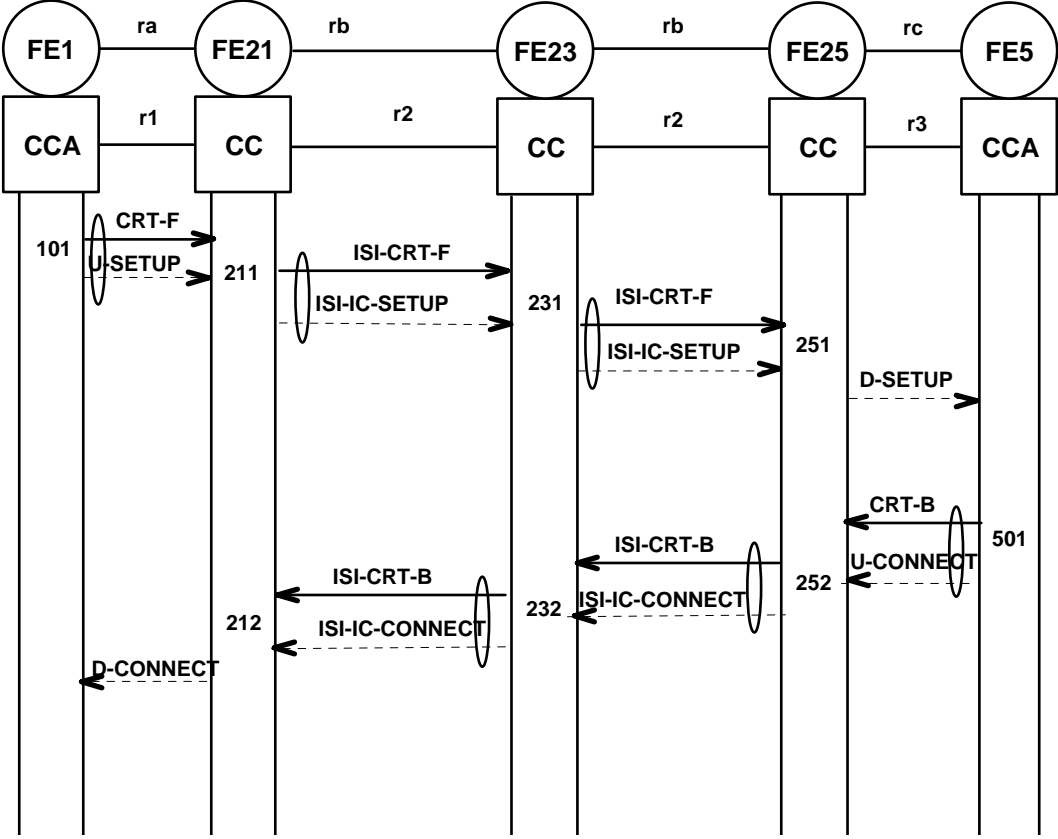 FE1 ra FE21 rb FE23 rb FE25 rc FE5
CCA r1 CC r2 CC r2 CC r3 CCA
CRT-F
101
U-SETUP
211
ISI-CRT-F
ISI-IC-SETUP
231
ISI-CRT-F
ISI-IC-SETUP
251
D-SETUP
CRT-B
501
U-CONNECT
252
ISI-CRT-B
ISI-IC-CONNECT
232
ISI-CRT-B
ISI-IC-CONNECT
212
D-CONNECT